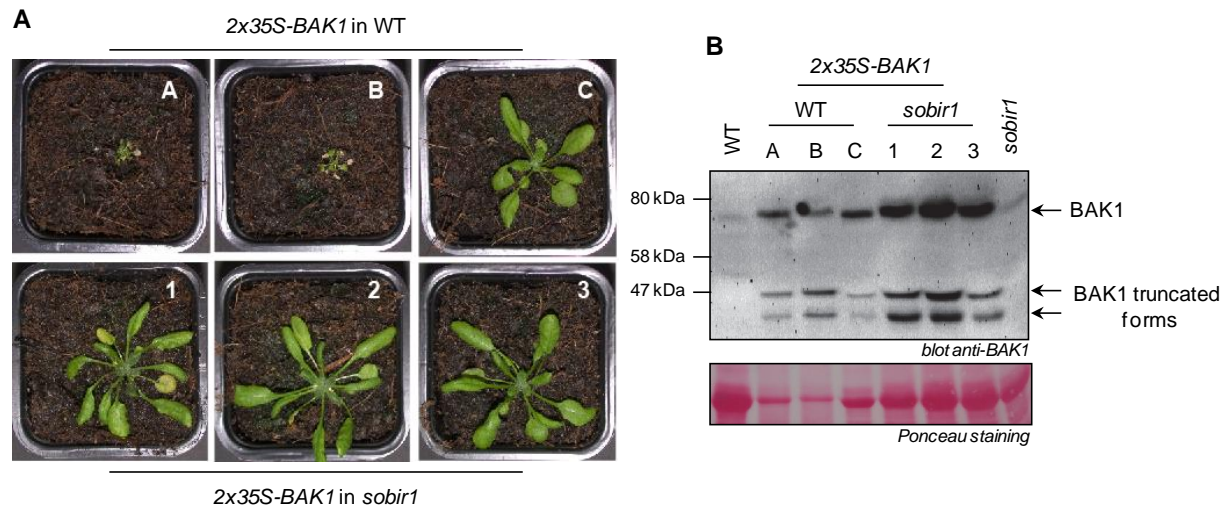 A
2x35S-BAK1 in WT
A
B
C
1
2
3
2x35S-BAK1 in sobir1
B
2x35S-BAK1
WT
WT
sobir1
sobir1
A B C 1 2 3
80 kDa
BAK1
58 kDa
47 kDa
BAK1 truncated
forms
blot anti-BAK1
Ponceau staining